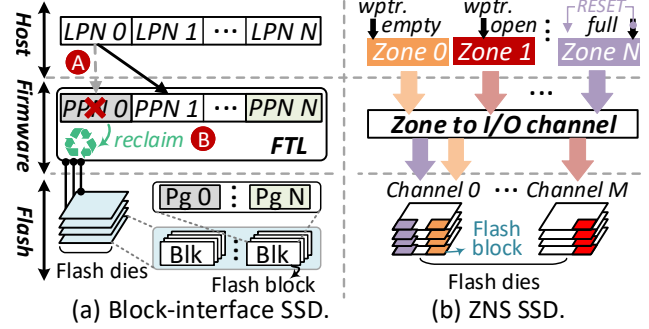 Host
LPN 0 LPN 1 ··· LPN N
A
Firmware
PPN 0 PPN 1 ··· PPN N
reclaim B FTL
Flash
Pg 0 : Pg N
Blk : Blk
Flash dies
Flash block
(a) Block-interface SSD.
wptr. wptr. RESET
empty open full
Zone 0 Zone 1 Zone N
...
Zone to I/O channel
Channel 0 ··· Channel M
Flash
block
Flash dies
(b) ZNS SSD.